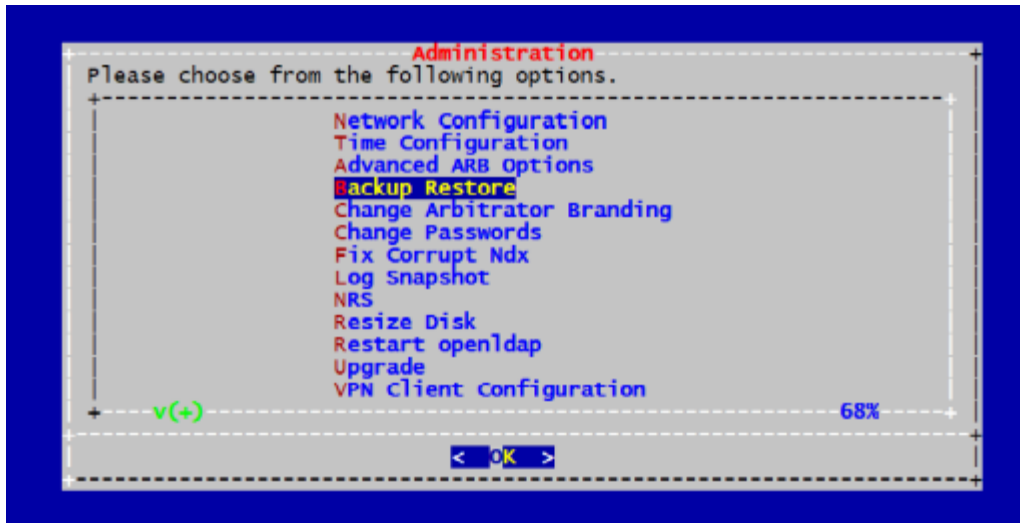 Administration
Please choose from the following options.
Network Configuration
Time Configuration
Advanced ARB Options
Backup Restore
Change Arbitrator Branding
Change Passwords
Fix Corrupt Ndx
Log Snapshot
NRS
Resize Disk
Restart openldap
Upgrade
VPN Client Configuration
v(+) 68%
< OK >